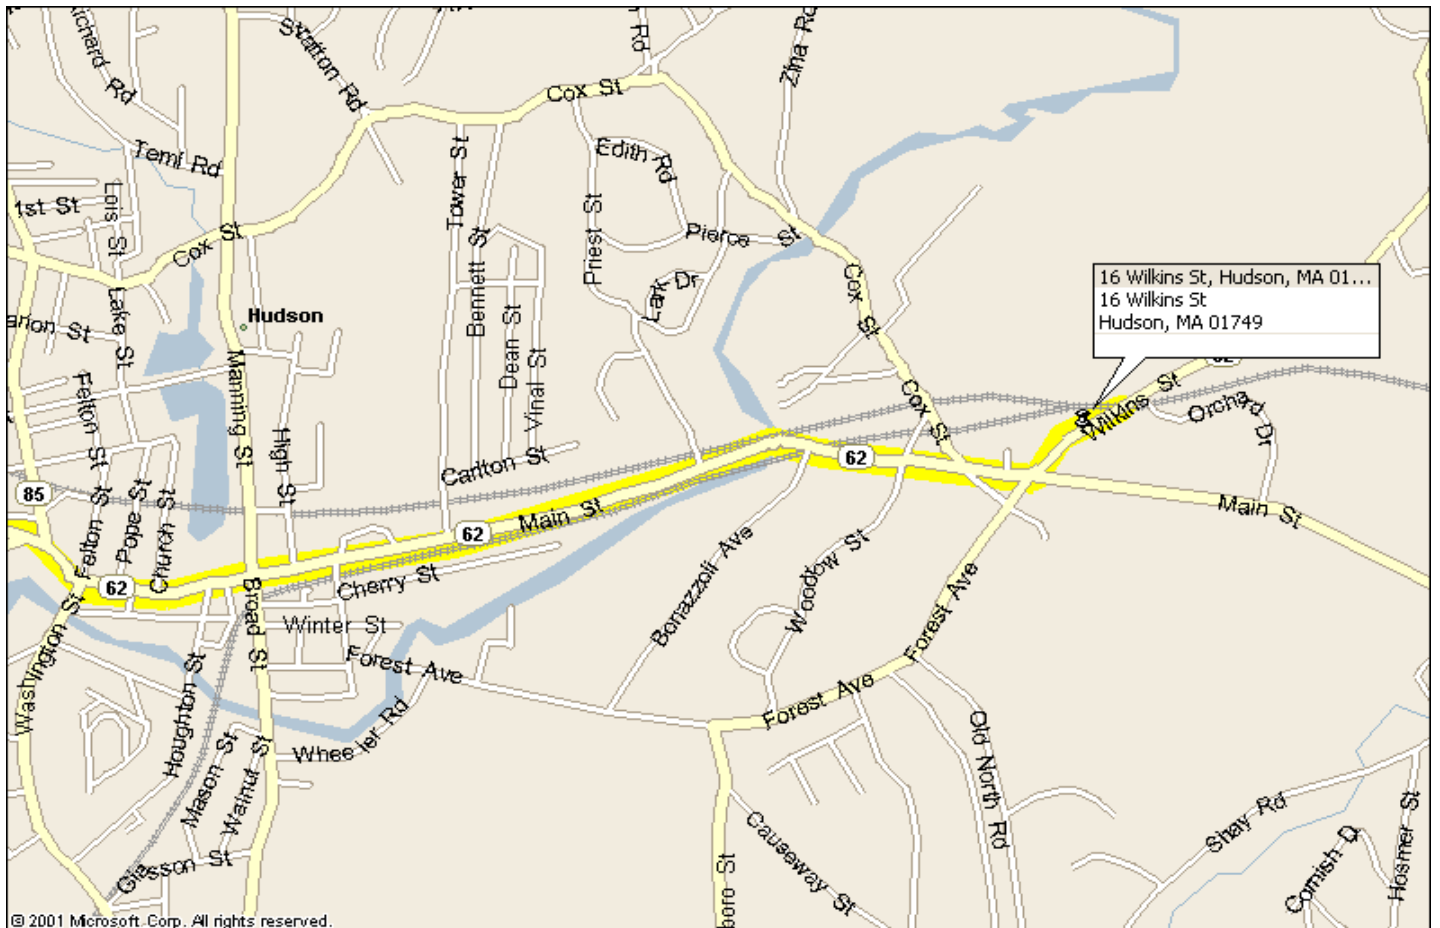 Stratton Rd
Rd
Zina Rd
Cox St
Temi Rd
Edith Rd
Tower St
Lois St
1st St
Priest St
Pierce St
Cox St
Bennett St
Lark Dr
Cox St
16 Wilkins St, Hudson, MA 01...
16 Wilkins St
Hudson, MA 01749
Lake St
Hudson
Dean St
Vinal St
Manning St
Felton St
Cox St
Wilkins St
Orchard Dr
High St
Carlton St
62
85
Main St
62
Main St
Felton St
Pope St
Church St
62
Cherry St
Broad St
Winter St
Bonazzoli Ave
Woodow St
Forest Ave
Washington St
Forest Ave
Forest Ave
Houghton St
Wheeler Rd
Old North Rd
Mason St
Walnut St
Causeway St
Shay Rd
Hosmer St
Cornish D
boro St
© 2001 Microsoft Corp. All rights reserved.